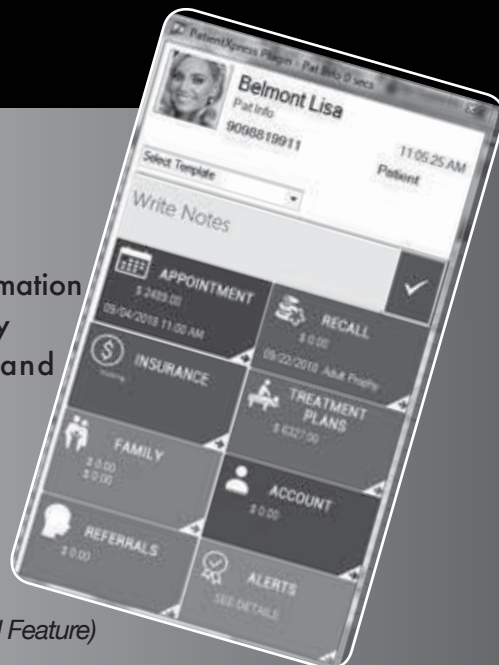 mation
y
and
l Feature)
PatientXpress Plugin - Pat Info 0 secs
Belmont Lisa
Pat Info
9098819911
11:05:25 AM
Patient
Select Template
Write Notes
APPOINTMENT
$ 2489.00
09/04/2018 11:00 AM
RECALL
$ 0.00
09/22/2018 Adult Prophy
INSURANCE
TREATMENT
PLANS
$ 6327.00
FAMILY
$ 0.00
$ 0.00
ACCOUNT
$ 0.00
REFERRALS
$ 0.00
ALERTS
SEE DETAILS